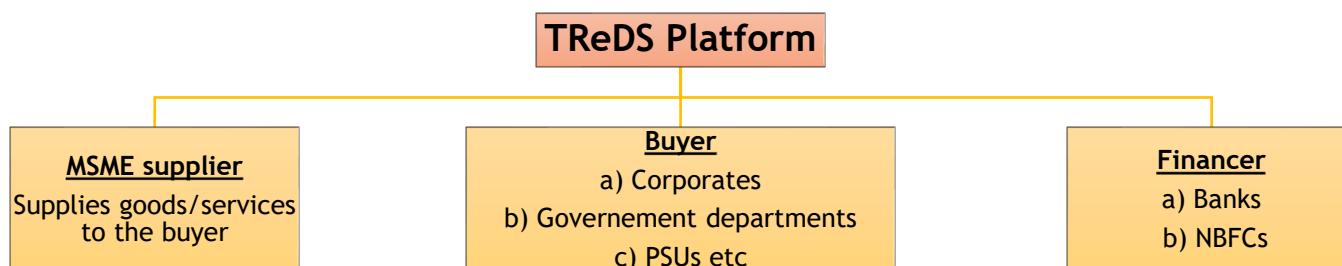 TReDS Platform
MSME supplier
Supplies goods/services
to the buyer
Buyer
a) Corporates
b) Governement departments
c) PSUs etc
Financer
a) Banks
b) NBFCs